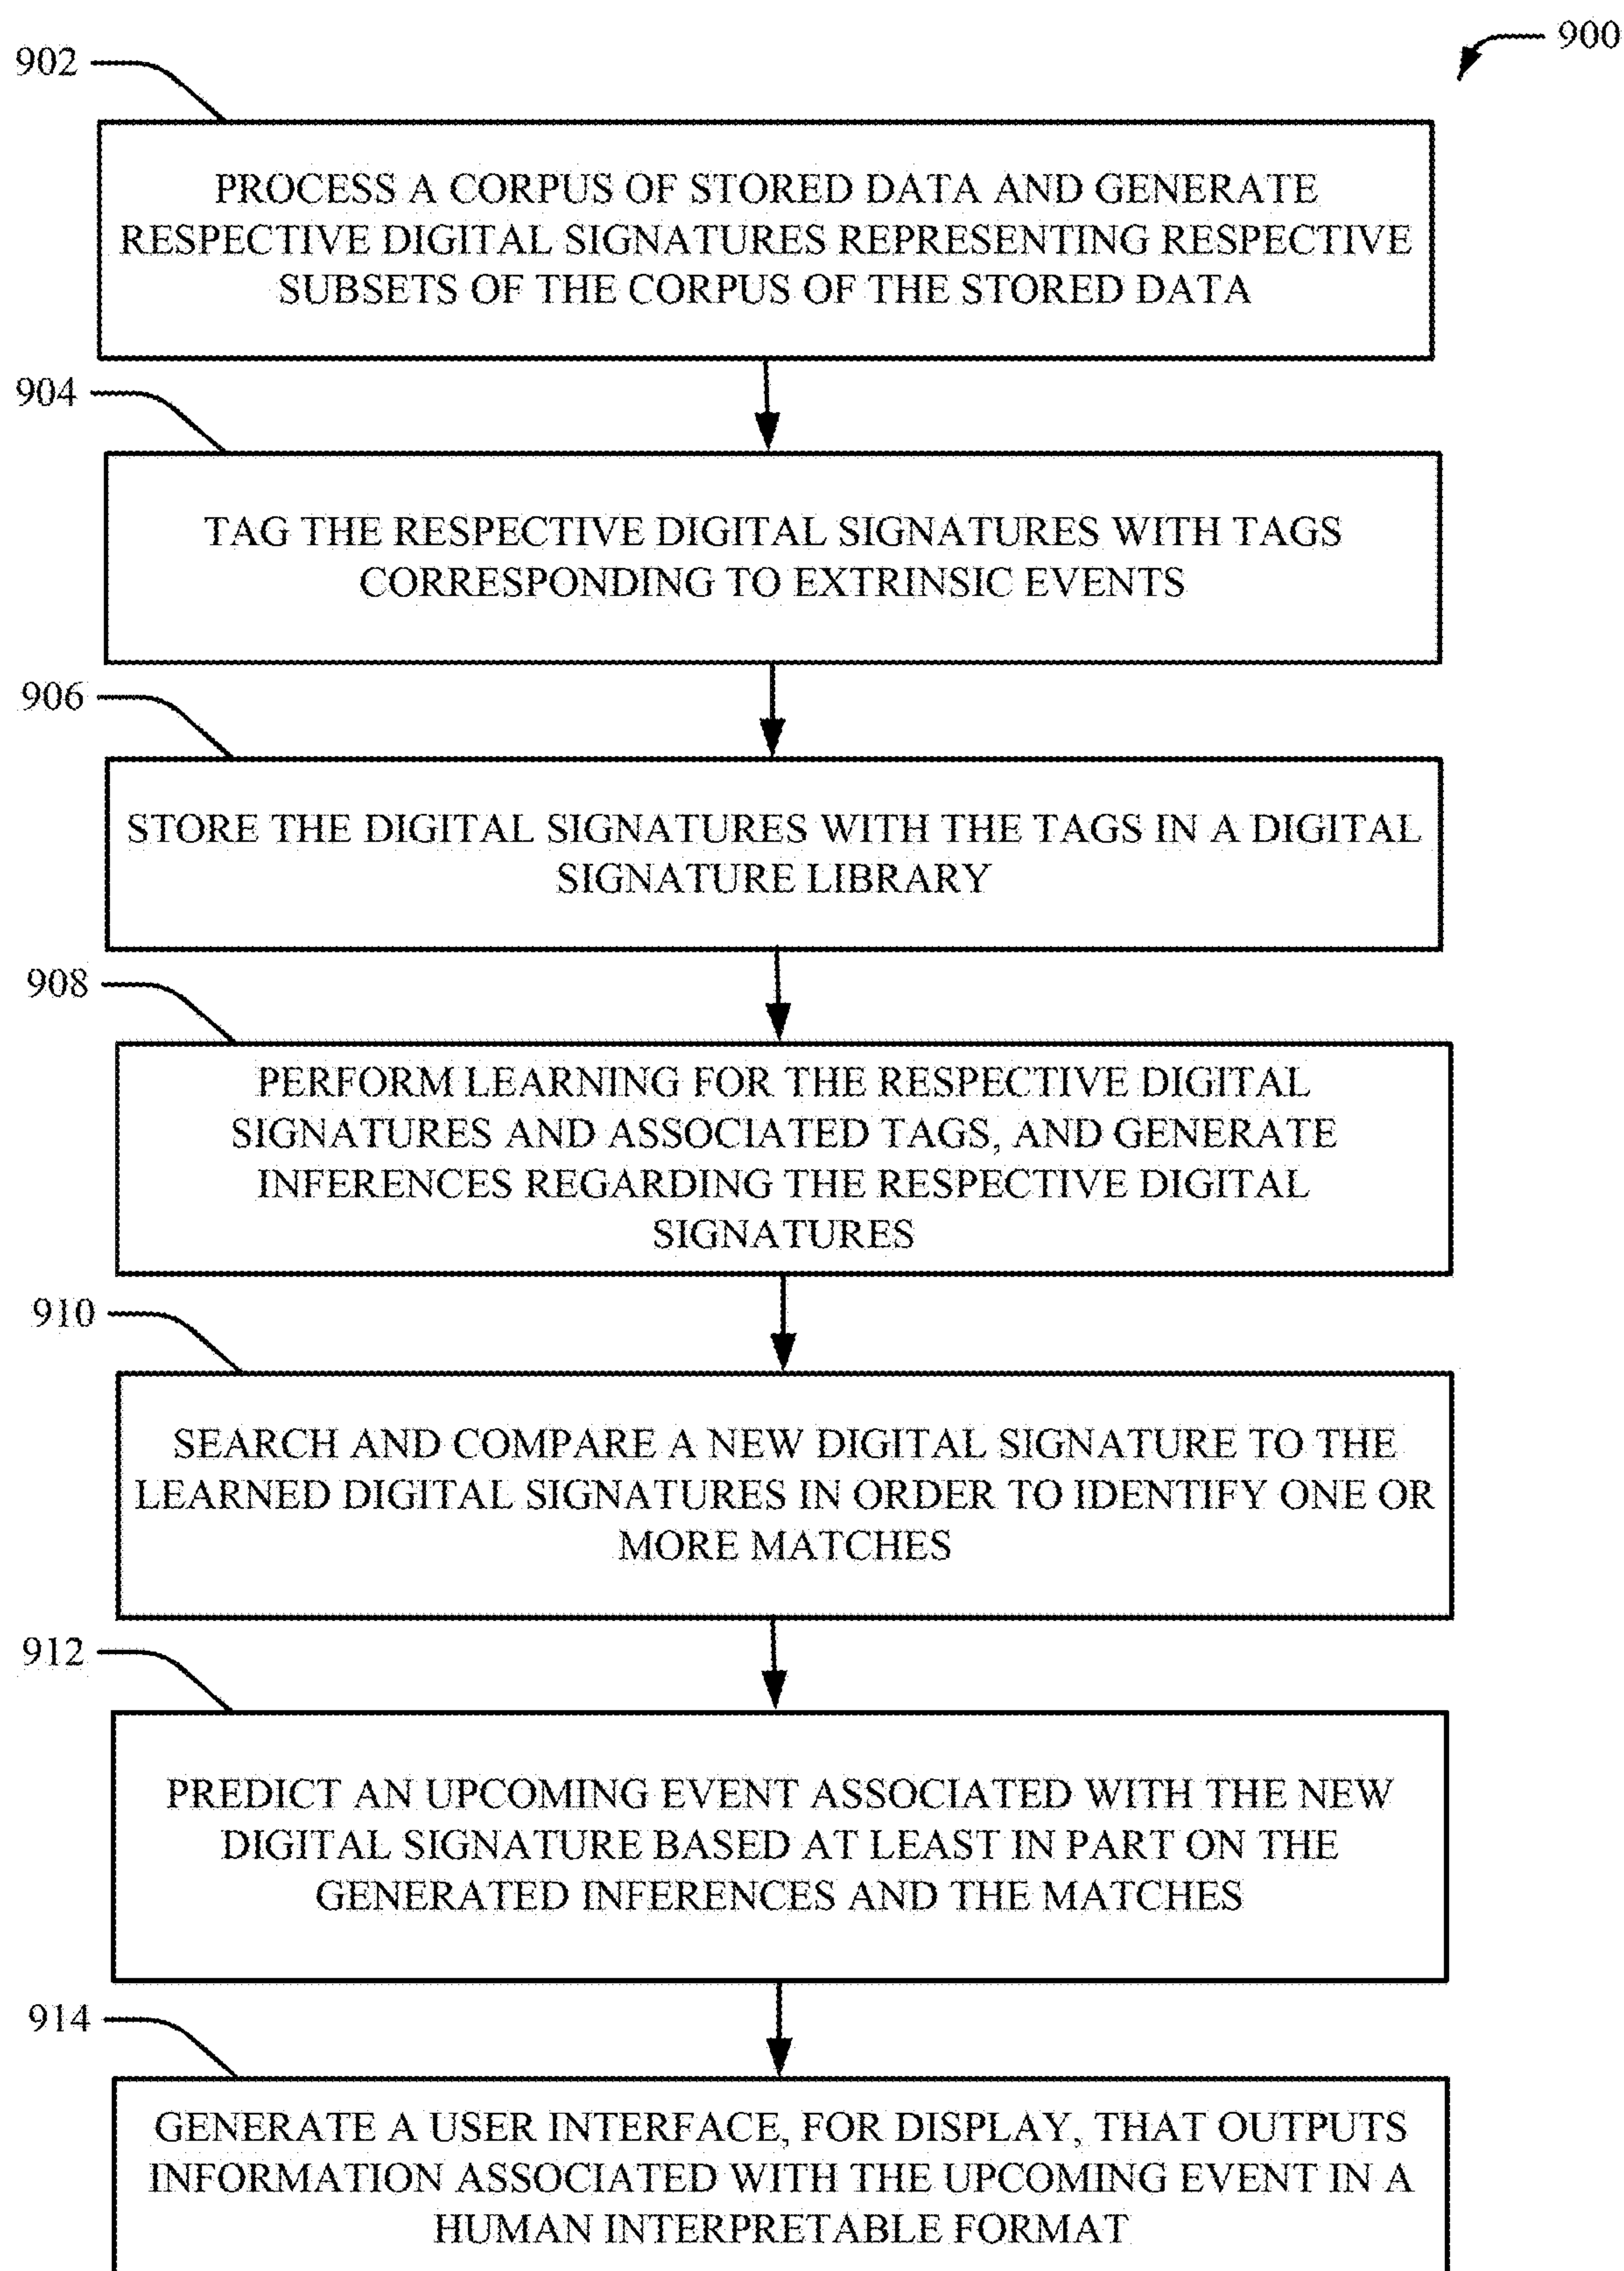 900
902
PROCESS A CORPUS OF STORED DATA AND GENERATE
RESPECTIVE DIGITAL SIGNATURES REPRESENTING RESPECTIVE
SUBSETS OF THE CORPUS OF THE STORED DATA
904
TAG THE RESPECTIVE DIGITAL SIGNATURES WITH TAGS
CORRESPONDING TO EXTRINSIC EVENTS
906
STORE THE DIGITAL SIGNATURES WITH THE TAGS IN A DIGITAL
SIGNATURE LIBRARY
908
PERFORM LEARNING FOR THE RESPECTIVE DIGITAL
SIGNATURES AND ASSOCIATED TAGS, AND GENERATE
INFERENCES REGARDING THE RESPECTIVE DIGITAL
SIGNATURES
910
SEARCH AND COMPARE A NEW DIGITAL SIGNATURE TO THE
LEARNED DIGITAL SIGNATURES IN ORDER TO IDENTIFY ONE OR
MORE MATCHES
912
PREDICT AN UPCOMING EVENT ASSOCIATED WITH THE NEW
DIGITAL SIGNATURE BASED AT LEAST IN PART ON THE
GENERATED INFERENCES AND THE MATCHES
914
GENERATE A USER INTERFACE, FOR DISPLAY, THAT OUTPUTS
INFORMATION ASSOCIATED WITH THE UPCOMING EVENT IN A
HUMAN INTERPRETABLE FORMAT